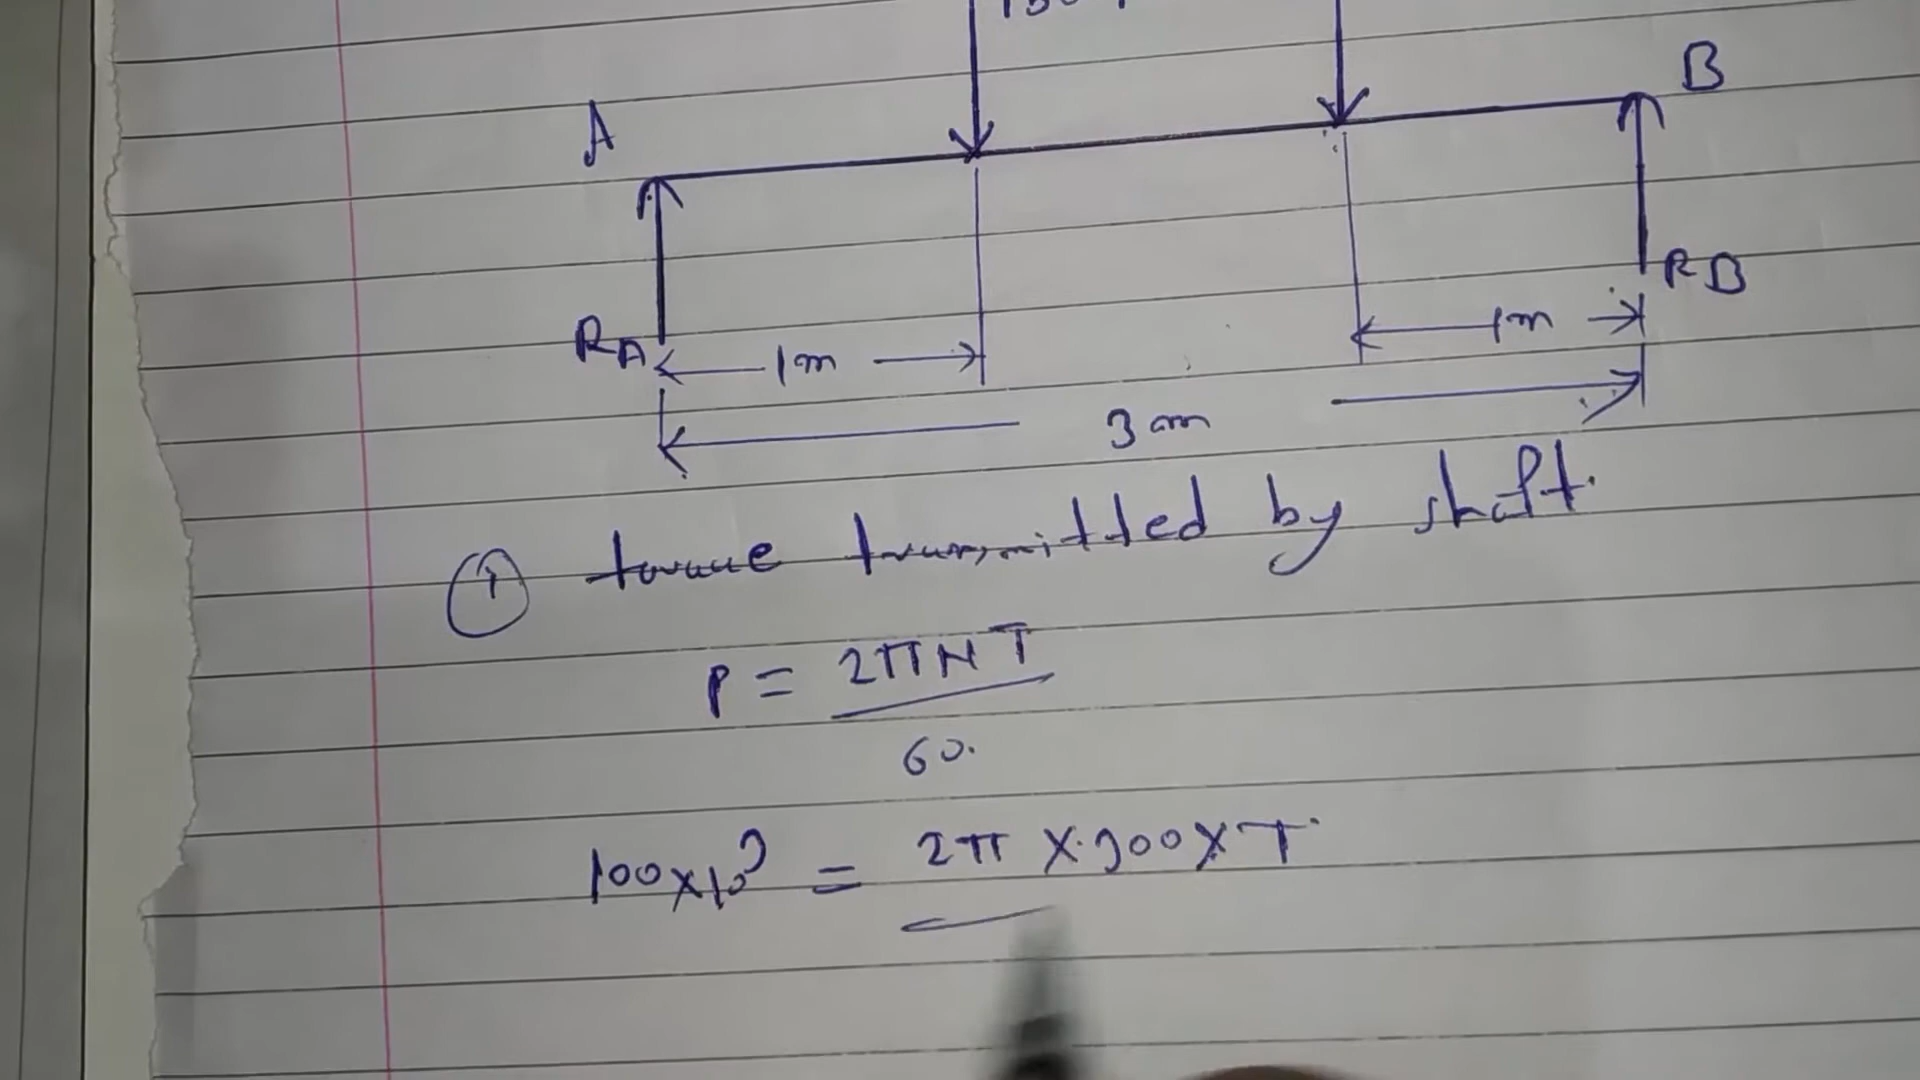 A
B
RA
RB
1m
1m
3m
1 torque transmitted by shaft.
P = 2πNT
60.
100×10³ = 2π × 300 × T